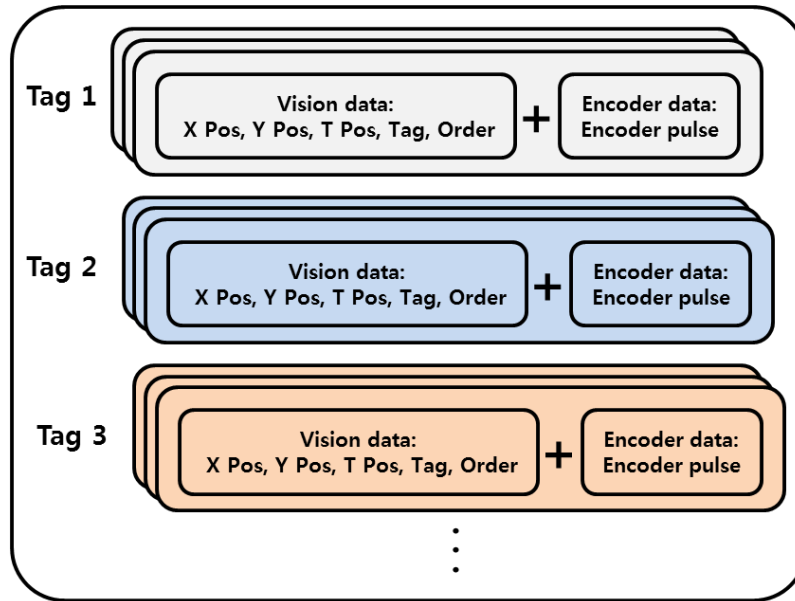 Tag 1
Vision data:
X Pos, Y Pos, T Pos, Tag, Order
+
Encoder data:
Encoder pulse
Tag 2
Vision data:
X Pos, Y Pos, T Pos, Tag, Order
+
Encoder data:
Encoder pulse
Tag 3
Vision data:
X Pos, Y Pos, T Pos, Tag, Order
+
Encoder data:
Encoder pulse